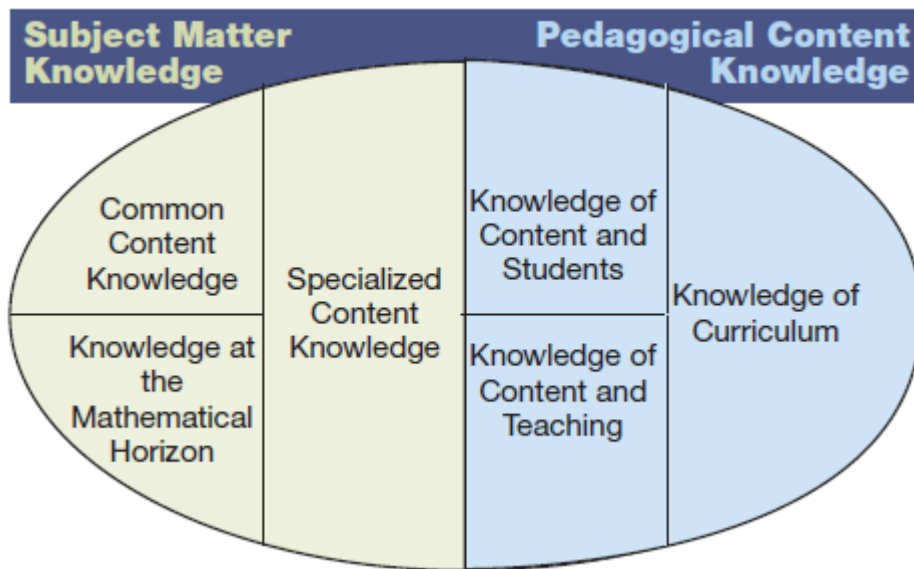 Subject Matter
Knowledge
Pedagogical Content
Knowledge
Common
Content
Knowledge
Knowledge at
the
Mathematical
Horizon
Specialized
Content
Knowledge
Knowledge of
Content and
Students
Knowledge of
Content and
Teaching
Knowledge of
Curriculum